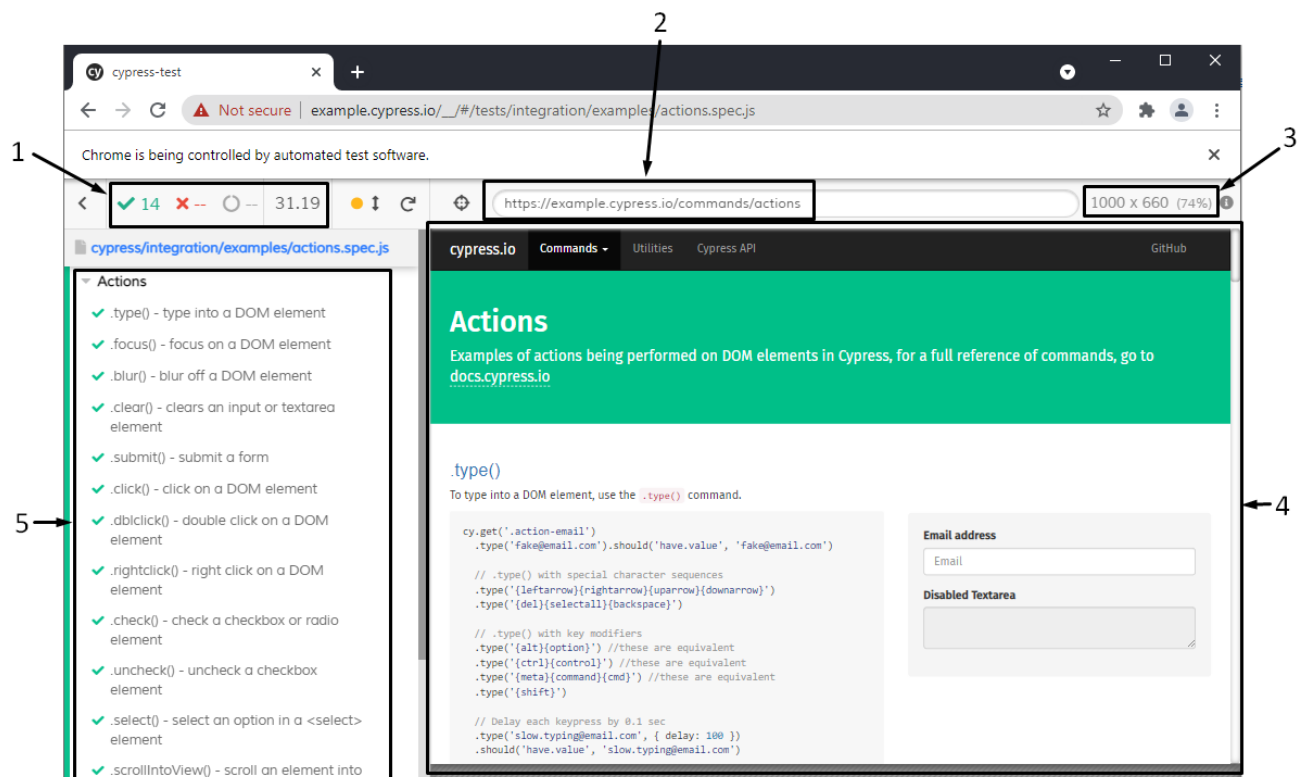 2
cypress-test
Not secure | example.cypress.io/__/#/tests/integration/examples/actions.spec.js
1
3
Chrome is being controlled by automated test software.
14 -- -- 31.19
https://example.cypress.io/commands/actions
1000 x 660 (74%)
cypress/integration/examples/actions.spec.js
cypress.io Commands Utilities Cypress API GitHub
Actions
.type() - type into a DOM element
.focus() - focus on a DOM element
.blur() - blur off a DOM element
.clear() - clears an input or textarea
element
.submit() - submit a form
.click() - click on a DOM element
5
.dblclick() - double click on a DOM
element
.rightclick() - right click on a DOM
element
.check() - check a checkbox or radio
element
.uncheck() - uncheck a checkbox
element
.select() - select an option in a <select>
element
.scrollIntoView() - scroll an element into
Actions
Examples of actions being performed on DOM elements in Cypress, for a full reference of commands, go to
docs.cypress.io
.type()
To type into a DOM element, use the .type() command.
cy.get('.action-email')
.type('fake@email.com').should('have.value', 'fake@email.com')
// .type() with special character sequences
.type('{leftarrow}{rightarrow}{uparrow}{downarrow}')
.type('{del}{selectall}{backspace}')
// .type() with key modifiers
.type('{alt}{option}') //these are equivalent
.type('{ctrl}{control}') //these are equivalent
.type('{meta}{command}{cmd}') //these are equivalent
.type('{shift}')
// Delay each keypress by 0.1 sec
.type('slow.typing@email.com', { delay: 100 })
.should('have.value', 'slow.typing@email.com')
Email address
Email
Disabled Textarea
4